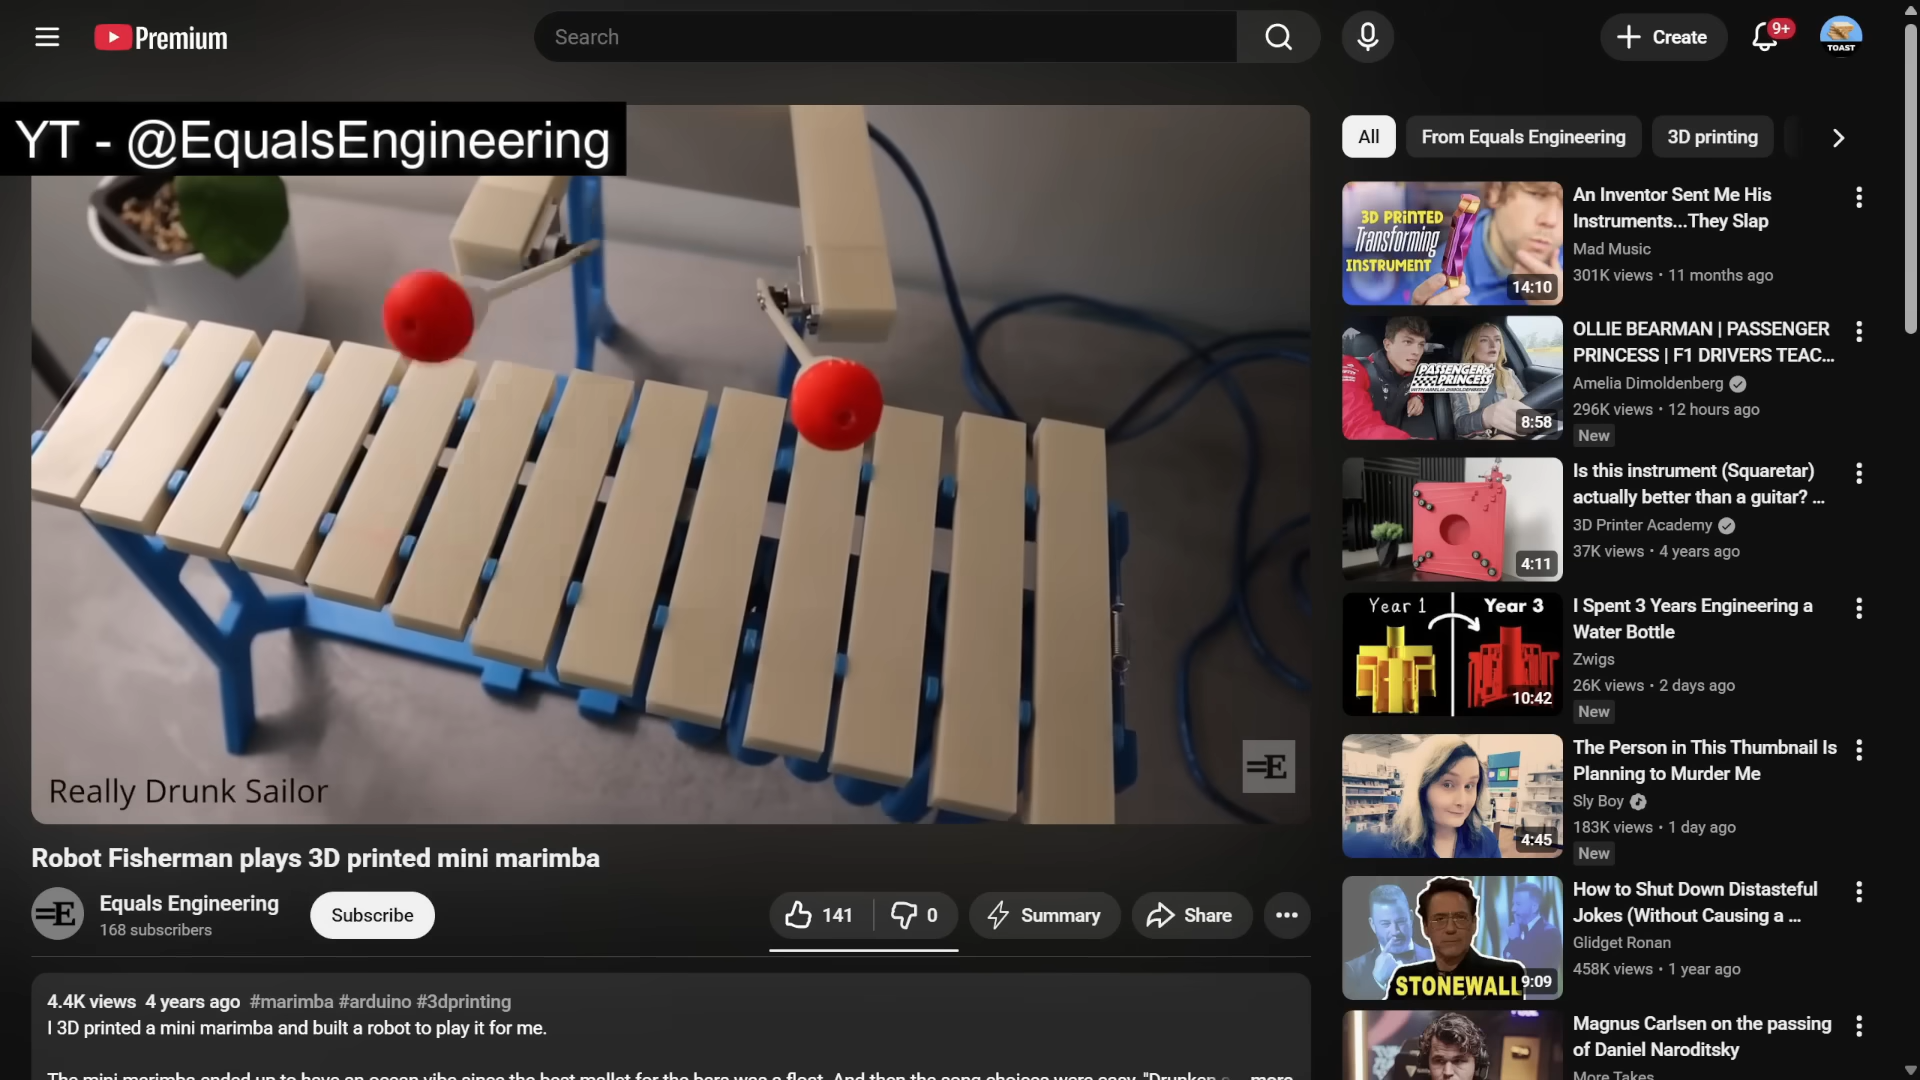 Premium
Search
Create
9+
TOAST
YT - @EqualsEngineering
Really Drunk Sailor
=E
Robot Fisherman plays 3D printed mini marimba
=E
Equals Engineering
168 subscribers
Subscribe
141
0
Summary
Share
4.4K views 4 years ago #marimba #arduino #3dprinting
I 3D printed a mini marimba and built a robot to play it for me.
All
From Equals Engineering
3D printing
3D PRINTED
Transforming
INSTRUMENT
14:10
An Inventor Sent Me His
Instruments...They Slap
Mad Music
301K views • 11 months ago
PASSENGER
PRINCESS
8:58
OLLIE BEARMAN | PASSENGER
PRINCESS | F1 DRIVERS TEAC...
Amelia Dimoldenberg
296K views • 12 hours ago
New
4:11
Is this instrument (Squaretar)
actually better than a guitar? ...
3D Printer Academy
37K views • 4 years ago
Year 1
Year 3
10:42
I Spent 3 Years Engineering a
Water Bottle
Zwigs
26K views • 2 days ago
New
4:45
The Person in This Thumbnail Is
Planning to Murder Me
Sly Boy
183K views • 1 day ago
New
STONEWALL
9:09
How to Shut Down Distasteful
Jokes (Without Causing a ...
Glidget Ronan
458K views • 1 year ago
Magnus Carlsen on the passing
of Daniel Naroditsky
More Takes